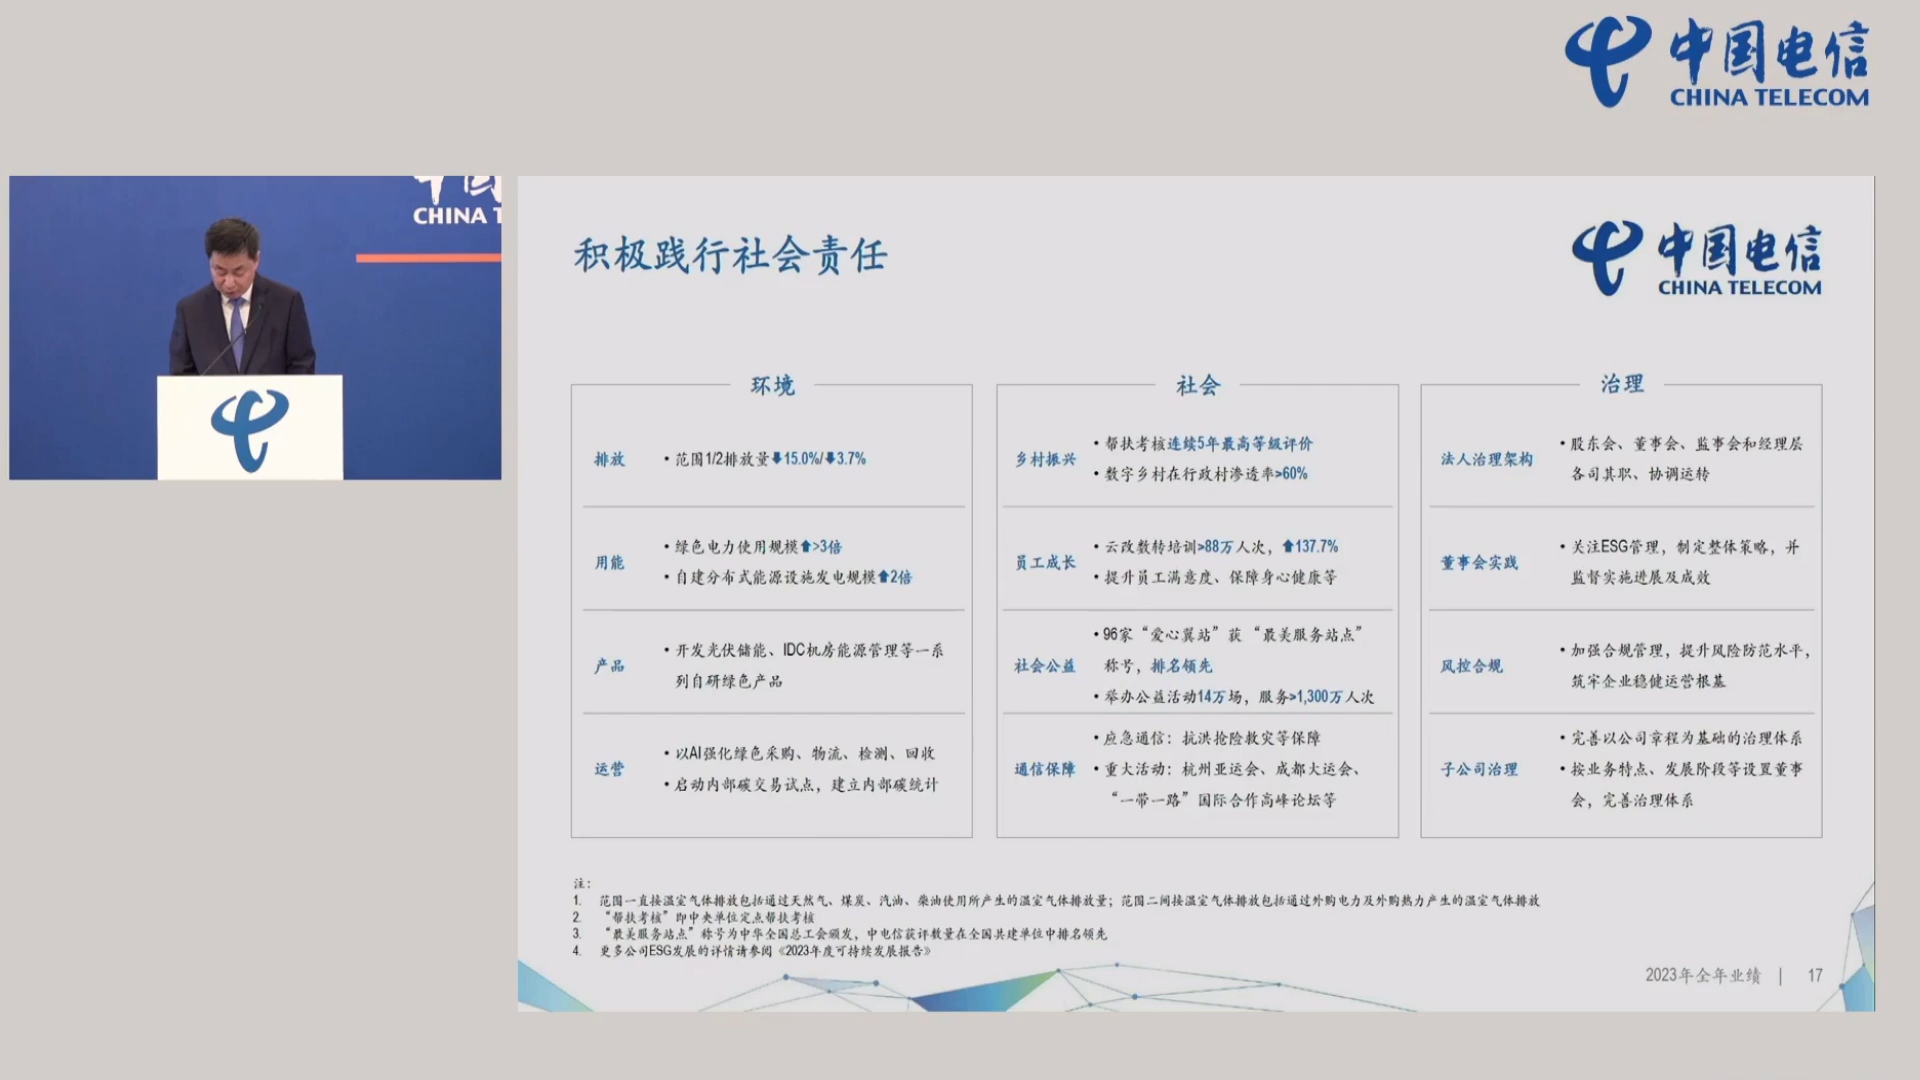 中国电信
CHINA TELECOM
中国
CHINA T
积极践行社会责任
中国电信
CHINA TELECOM
环境
排放
• 范围1/2排放量⬇15.0%/⬇3.7%
用能
• 绿色电力使用规模⬆>3倍
• 自建分布式能源设施发电规模⬆2倍
产品
• 开发光伏储能、IDC机房能源管理等一系
列自研绿色产品
运营
• 以AI强化绿色采购、物流、检测、回收
• 启动内部碳交易试点，建立内部碳统计
社会
乡村振兴
• 帮扶考核连续5年最高等级评价
• 数字乡村在行政村渗透率>60%
员工成长
• 云改数转培训>88万人次，⬆137.7%
• 提升员工满意度、保障身心健康等
社会公益
• 96家“爱心翼站”获“最美服务站点”
称号，排名领先
• 举办公益活动14万场，服务>1,300万人次
通信保障
• 应急通信：抗洪抢险救灾等保障
• 重大活动：杭州亚运会、成都大运会、
“一带一路”国际合作高峰论坛等
治理
法人治理架构
• 股东会、董事会、监事会和经理层
各司其职、协调运转
董事会实践
• 关注ESG管理，制定整体策略，并
监督实施进展及成效
风控合规
• 加强合规管理，提升风险防范水平，
筑牢企业稳健运营根基
子公司治理
• 完善以公司章程为基础的治理体系
• 按业务特点、发展阶段等设置董事
会，完善治理体系
注：
1. 范围一直接温室气体排放包括通过天然气、煤炭、汽油、柴油使用所产生的温室气体排放量；范围二间接温室气体排放包括通过外购电力及外购热力产生的温室气体排放
2. “帮扶考核”即中央单位定点帮扶考核
3. “最美服务站点”称号为中华全国总工会颁发，中电信获评数量在全国共建单位中排名领先
4. 更多公司ESG发展的详情请参阅《2023年度可持续发展报告》
2023年全年业绩 | 17